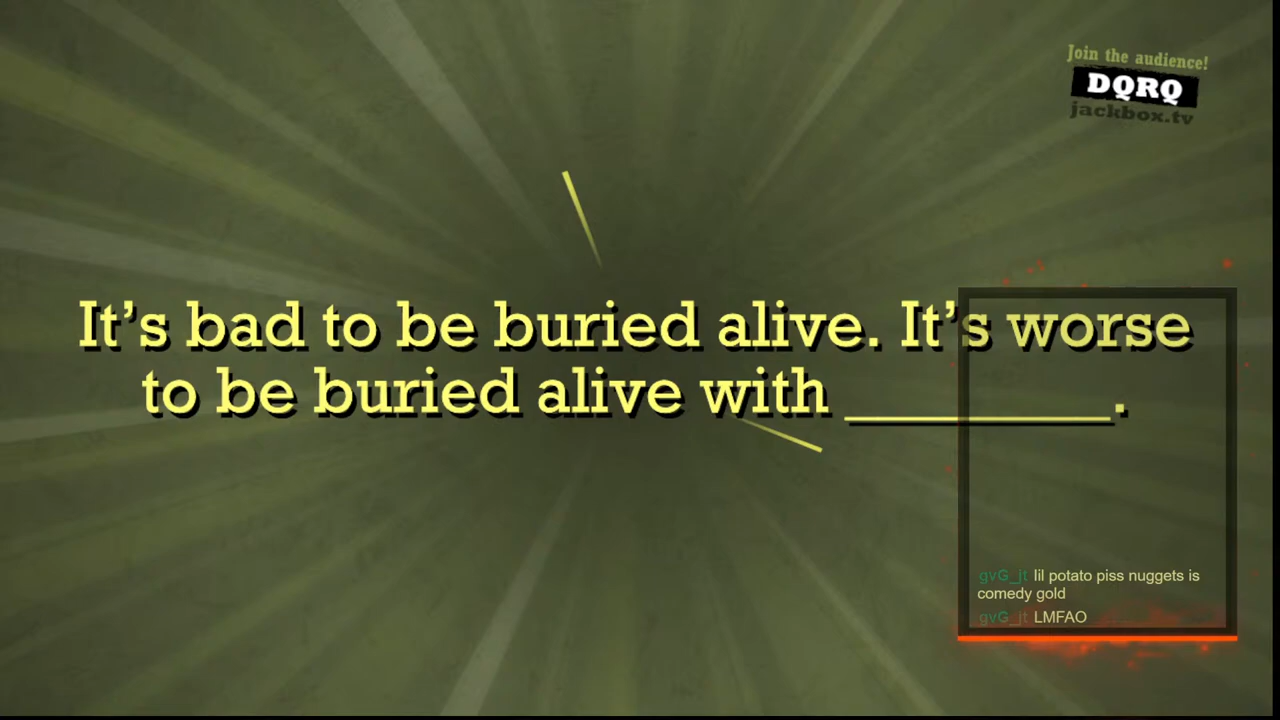 Join the audience!
DQRQ
jackbox.tv
It's bad to be buried alive. It's worse
to be buried alive with ________.
gvG_jt lil potato piss nuggets is
comedy gold
gvG_jt LMFAO